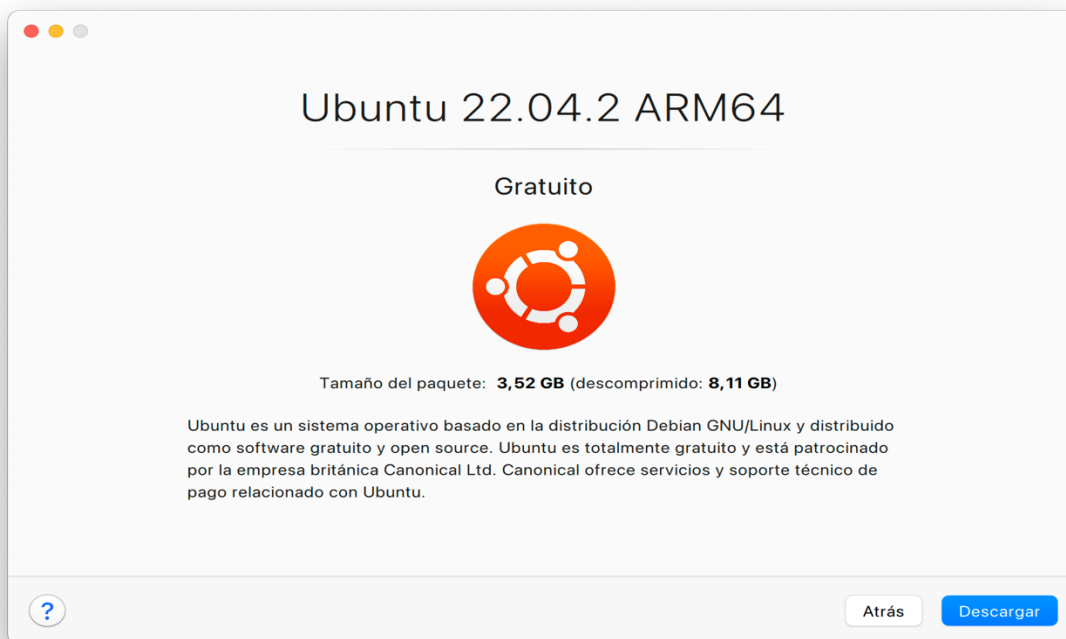 Ubuntu 22.04.2 ARM64
Gratuito
Tamaño del paquete: 3,52 GB (descomprimido: 8,11 GB)
Ubuntu es un sistema operativo basado en la distribución Debian GNU/Linux y distribuido
como software gratuito y open source. Ubuntu es totalmente gratuito y está patrocinado
por la empresa británica Canonical Ltd. Canonical ofrece servicios y soporte técnico de
pago relacionado con Ubuntu.
?
Atrás
Descargar